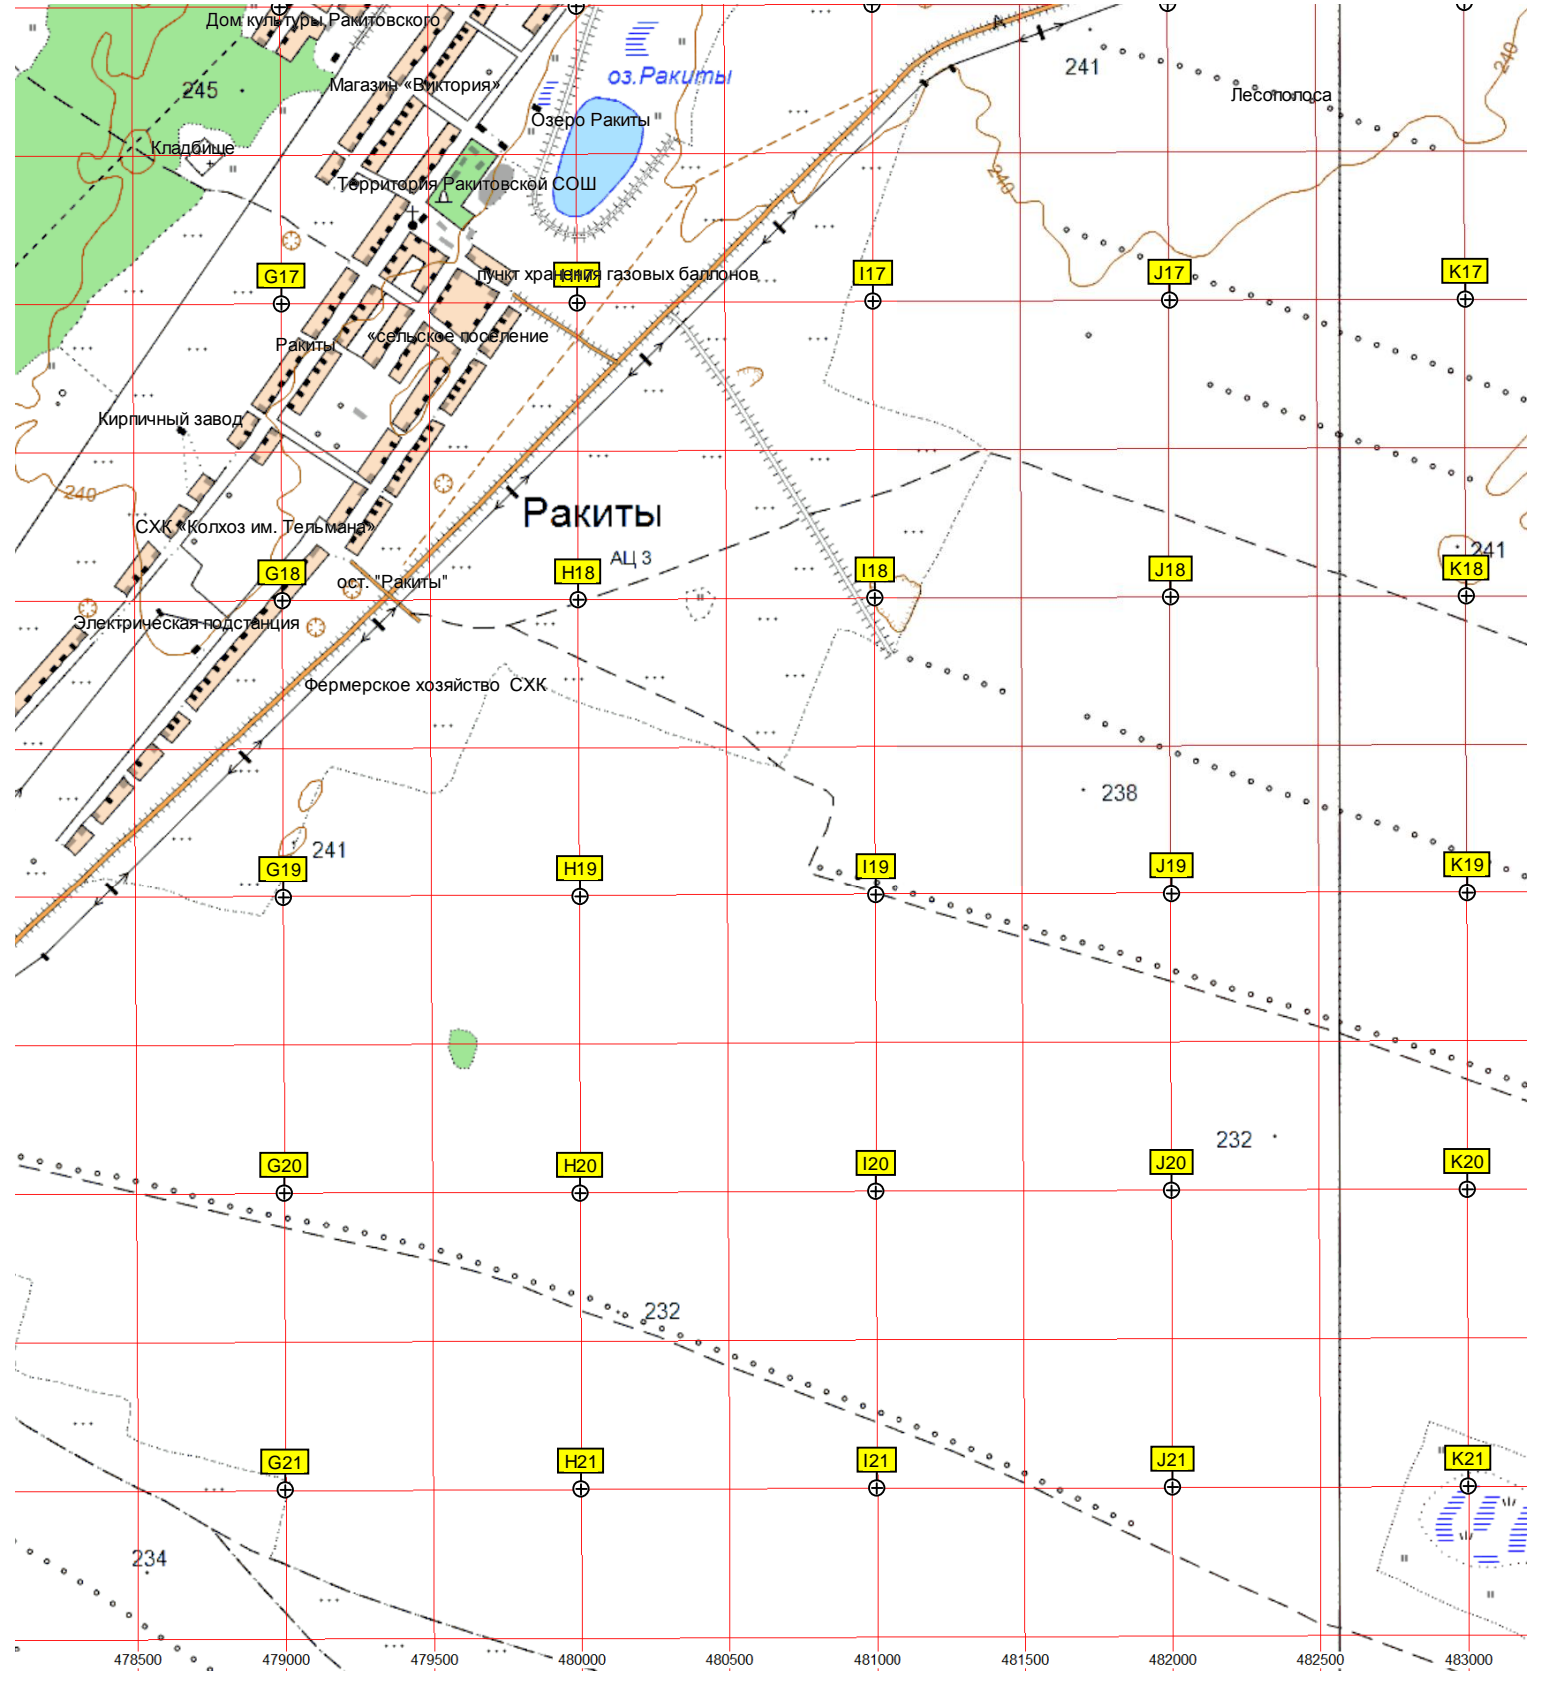 Дом культуры Ракитовского
245
Магазин «Виктория»
оз.Ракиты
241
240
Лесополоса
Озеро Ракиты
Кладбище
Территория Ракитовской СОШ
240
G17
пункт хранения газовых баллонов
H17
I17
J17
K17
Ракиты
«сельское поселение
Кирпичный завод
240
СХК «Колхоз им. Тельмана»
Ракиты
АЦ 3
241
G18
ост. "Ракиты"
H18
I18
J18
K18
Электрическая подстанция
Фермерское хозяйство СХК
238
241
G19
H19
I19
J19
K19
232
G20
H20
I20
J20
K20
232
G21
H21
I21
J21
K21
234
478500 479000 479500 480000 480500 481000 481500 482000 482500 483000